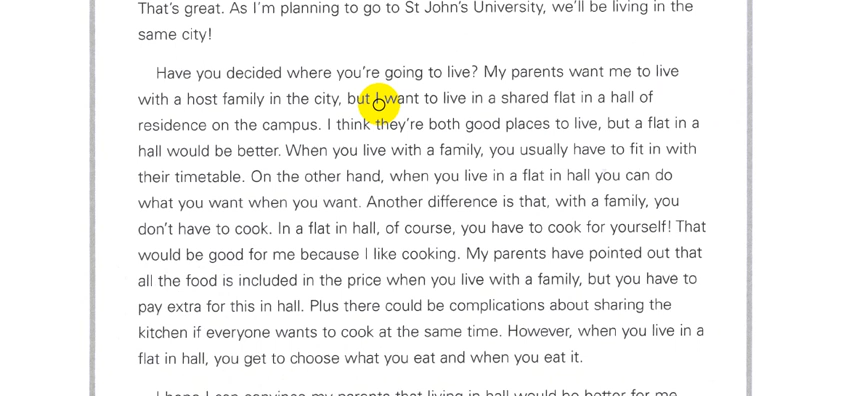 That's great. As I'm planning to go to St John's University, we'll be living in the
same city!
Have you decided where you're going to live? My parents want me to live
with a host family in the city, but I want to live in a shared flat in a hall of
residence on the campus. I think they're both good places to live, but a flat in a
hall would be better. When you live with a family, you usually have to fit in with
their timetable. On the other hand, when you live in a flat in hall you can do
what you want when you want. Another difference is that, with a family, you
don't have to cook. In a flat in hall, of course, you have to cook for yourself! That
would be good for me because I like cooking. My parents have pointed out that
all the food is included in the price when you live with a family, but you have to
pay extra for this in hall. Plus there could be complications about sharing the
kitchen if everyone wants to cook at the same time. However, when you live in a
flat in hall, you get to choose what you eat and when you eat it.
I hope I can convince my parents that living in hall would be better for me